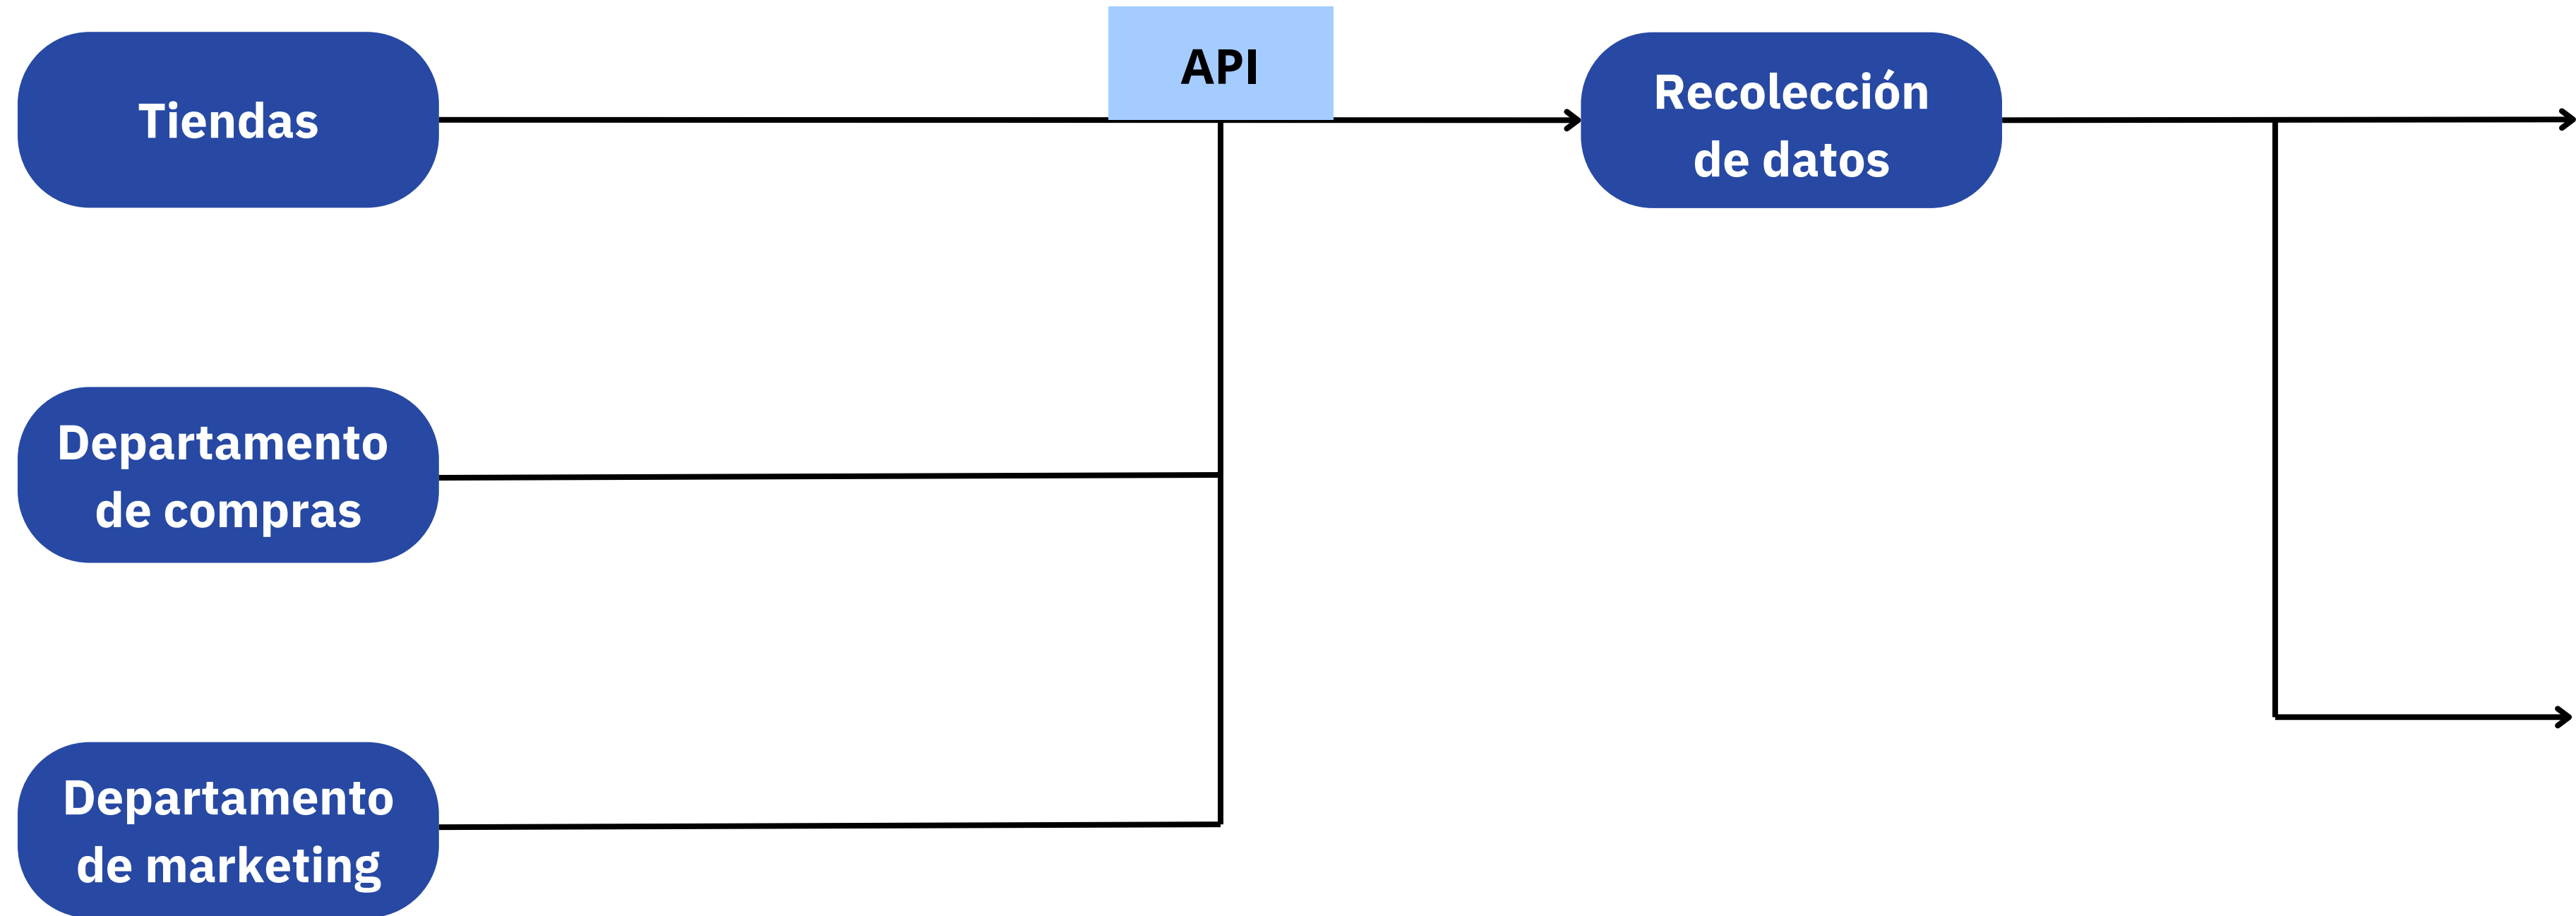 API
Tiendas
Recolección
de datos
Departamento
de compras
Departamento
de marketing